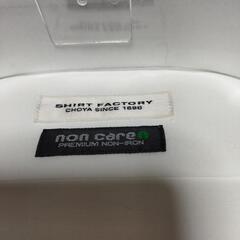 SHIRT FACTORY
CHOYA SINCE 1886
non care
PREMIUM NON-IRON